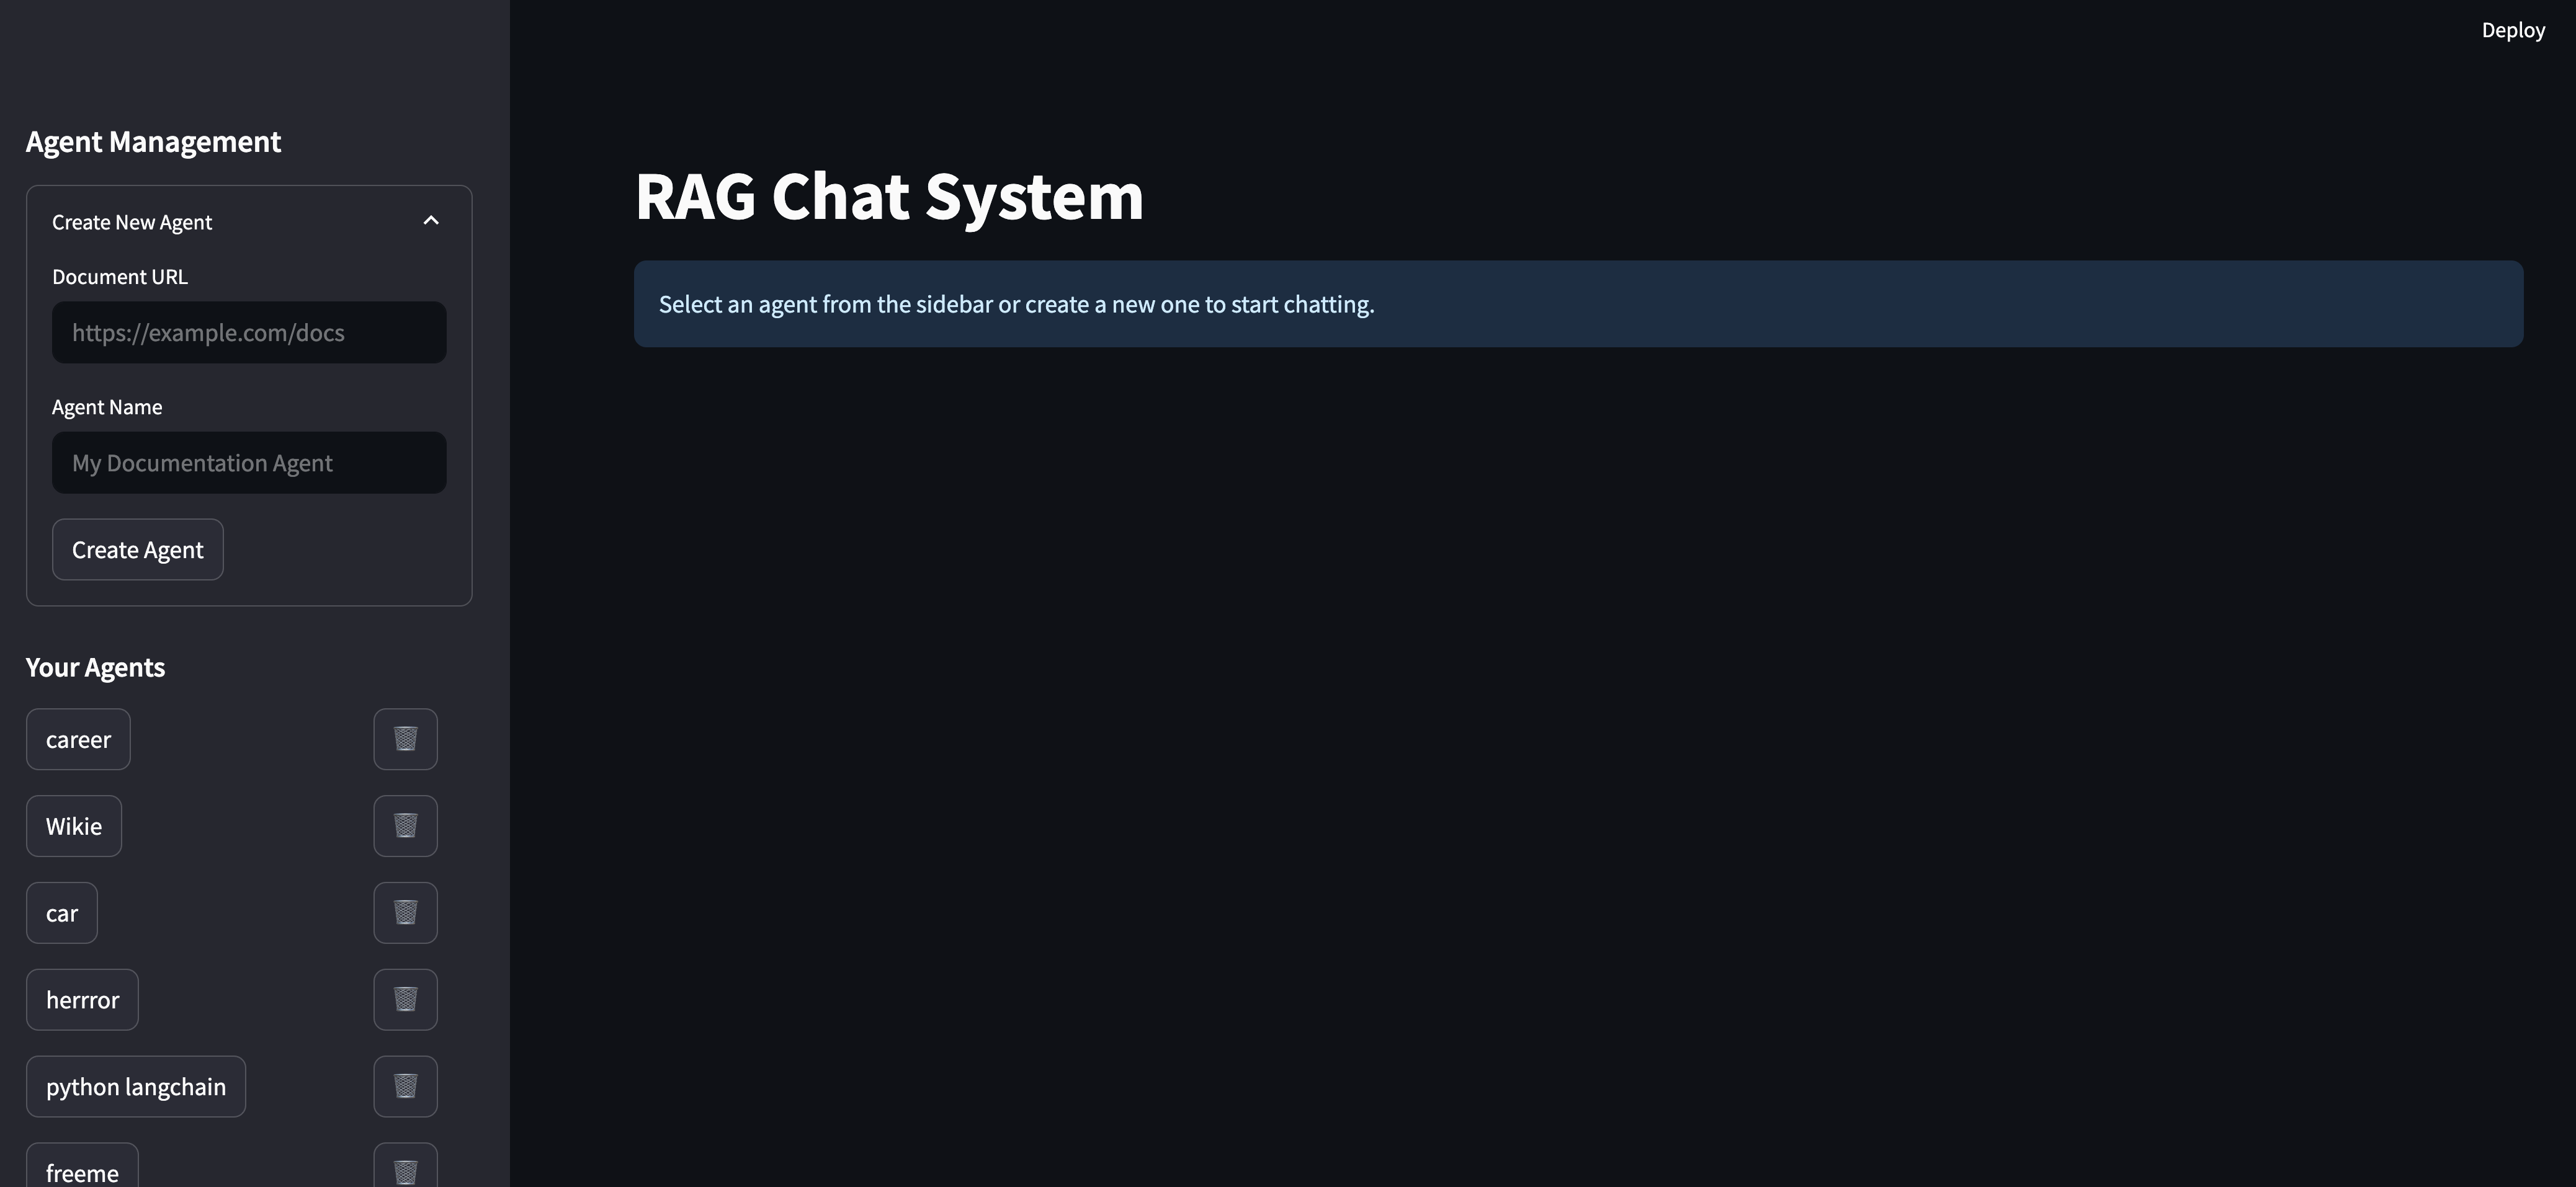 Deploy
Agent Management
Create New Agent
Document URL
https://example.com/docs
Agent Name
My Documentation Agent
Create Agent
Your Agents
career
Wikie
car
herrror
python langchain
freeme
RAG Chat System
Select an agent from the sidebar or create a new one to start chatting.